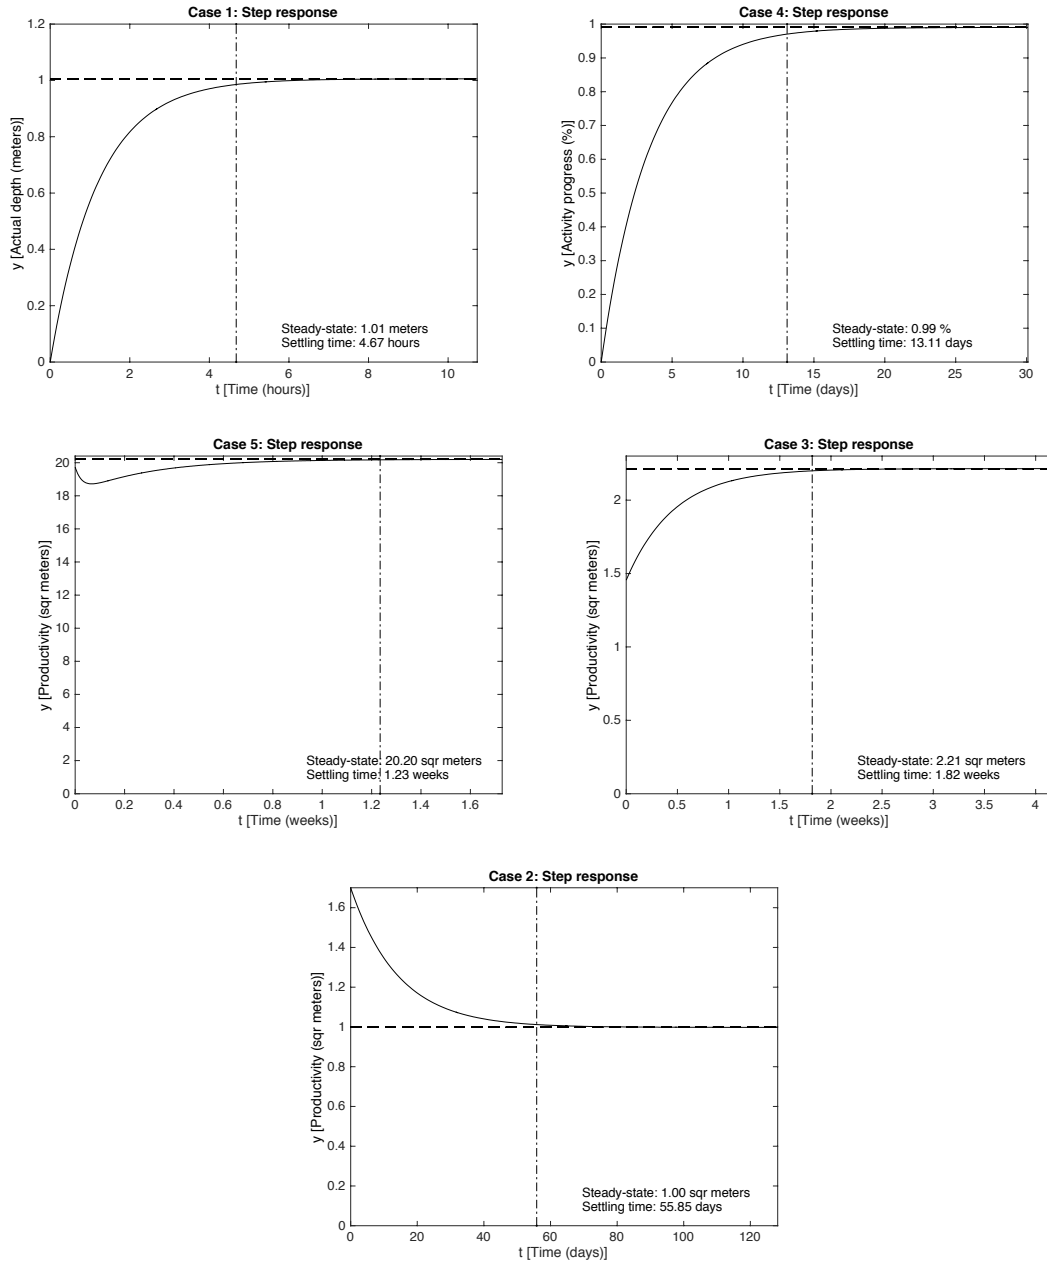 Case 1: Step response
1.2
1
0.8
0.6
0.4
0.2
0
y [Actual depth (meters)]
Steady-state: 1.01 meters
Settling time: 4.67 hours
0 2 4 6 8 10
t [Time (hours)]
Case 4: Step response
1
0.9
0.8
0.7
0.6
0.5
0.4
0.3
0.2
0.1
0
y [Activity progress (%)]
Steady-state: 0.99 %
Settling time: 13.11 days
0 5 10 15 20 25 30
t [Time (days)]
Case 5: Step response
20
18
16
14
12
10
8
6
4
2
0
y [Productivity (sqr meters)]
Steady-state: 20.20 sqr meters
Settling time: 1.23 weeks
0 0.2 0.4 0.6 0.8 1 1.2 1.4 1.6
t [Time (weeks)]
Case 3: Step response
2
1.5
1
0.5
0
y [Productivity (sqr meters)]
Steady-state: 2.21 sqr meters
Settling time: 1.82 weeks
0 0.5 1 1.5 2 2.5 3 3.5 4
t [Time (weeks)]
Case 2: Step response
1.6
1.4
1.2
1
0.8
0.6
0.4
0.2
0
y [Productivity (sqr meters)]
Steady-state: 1.00 sqr meters
Settling time: 55.85 days
0 20 40 60 80 100 120
t [Time (days)]